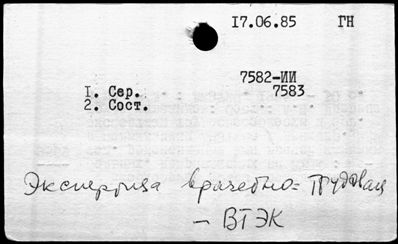 17.06.85 ГН
7582-ИИ
1. Сер. 7583
2. Сост.
Экспертиза врачебно= трудовая
- ВТЭК